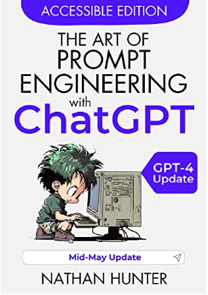 ACCESSIBLE EDITION
THE ART OF
PROMPT
ENGINEERING
with
ChatGPT
GPT-4
Update
Mid-May Update
NATHAN HUNTER